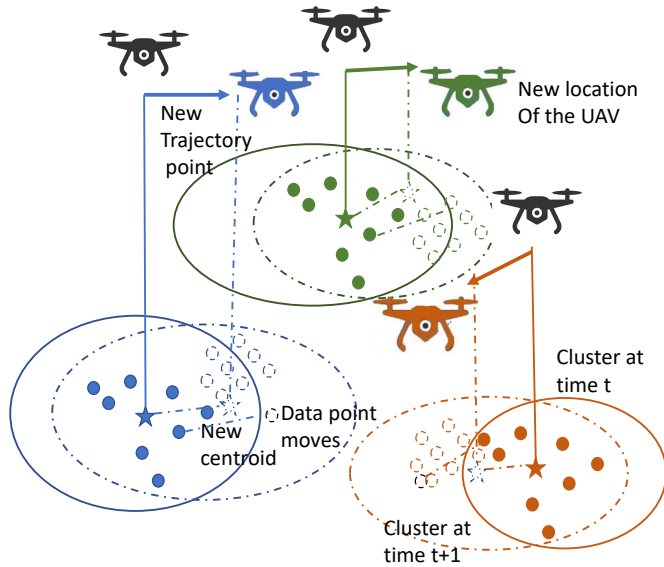 New location
Of the UAV
New
Trajectory
point
Cluster at
time t
Data point
moves
New
centroid
Cluster at
time t+1